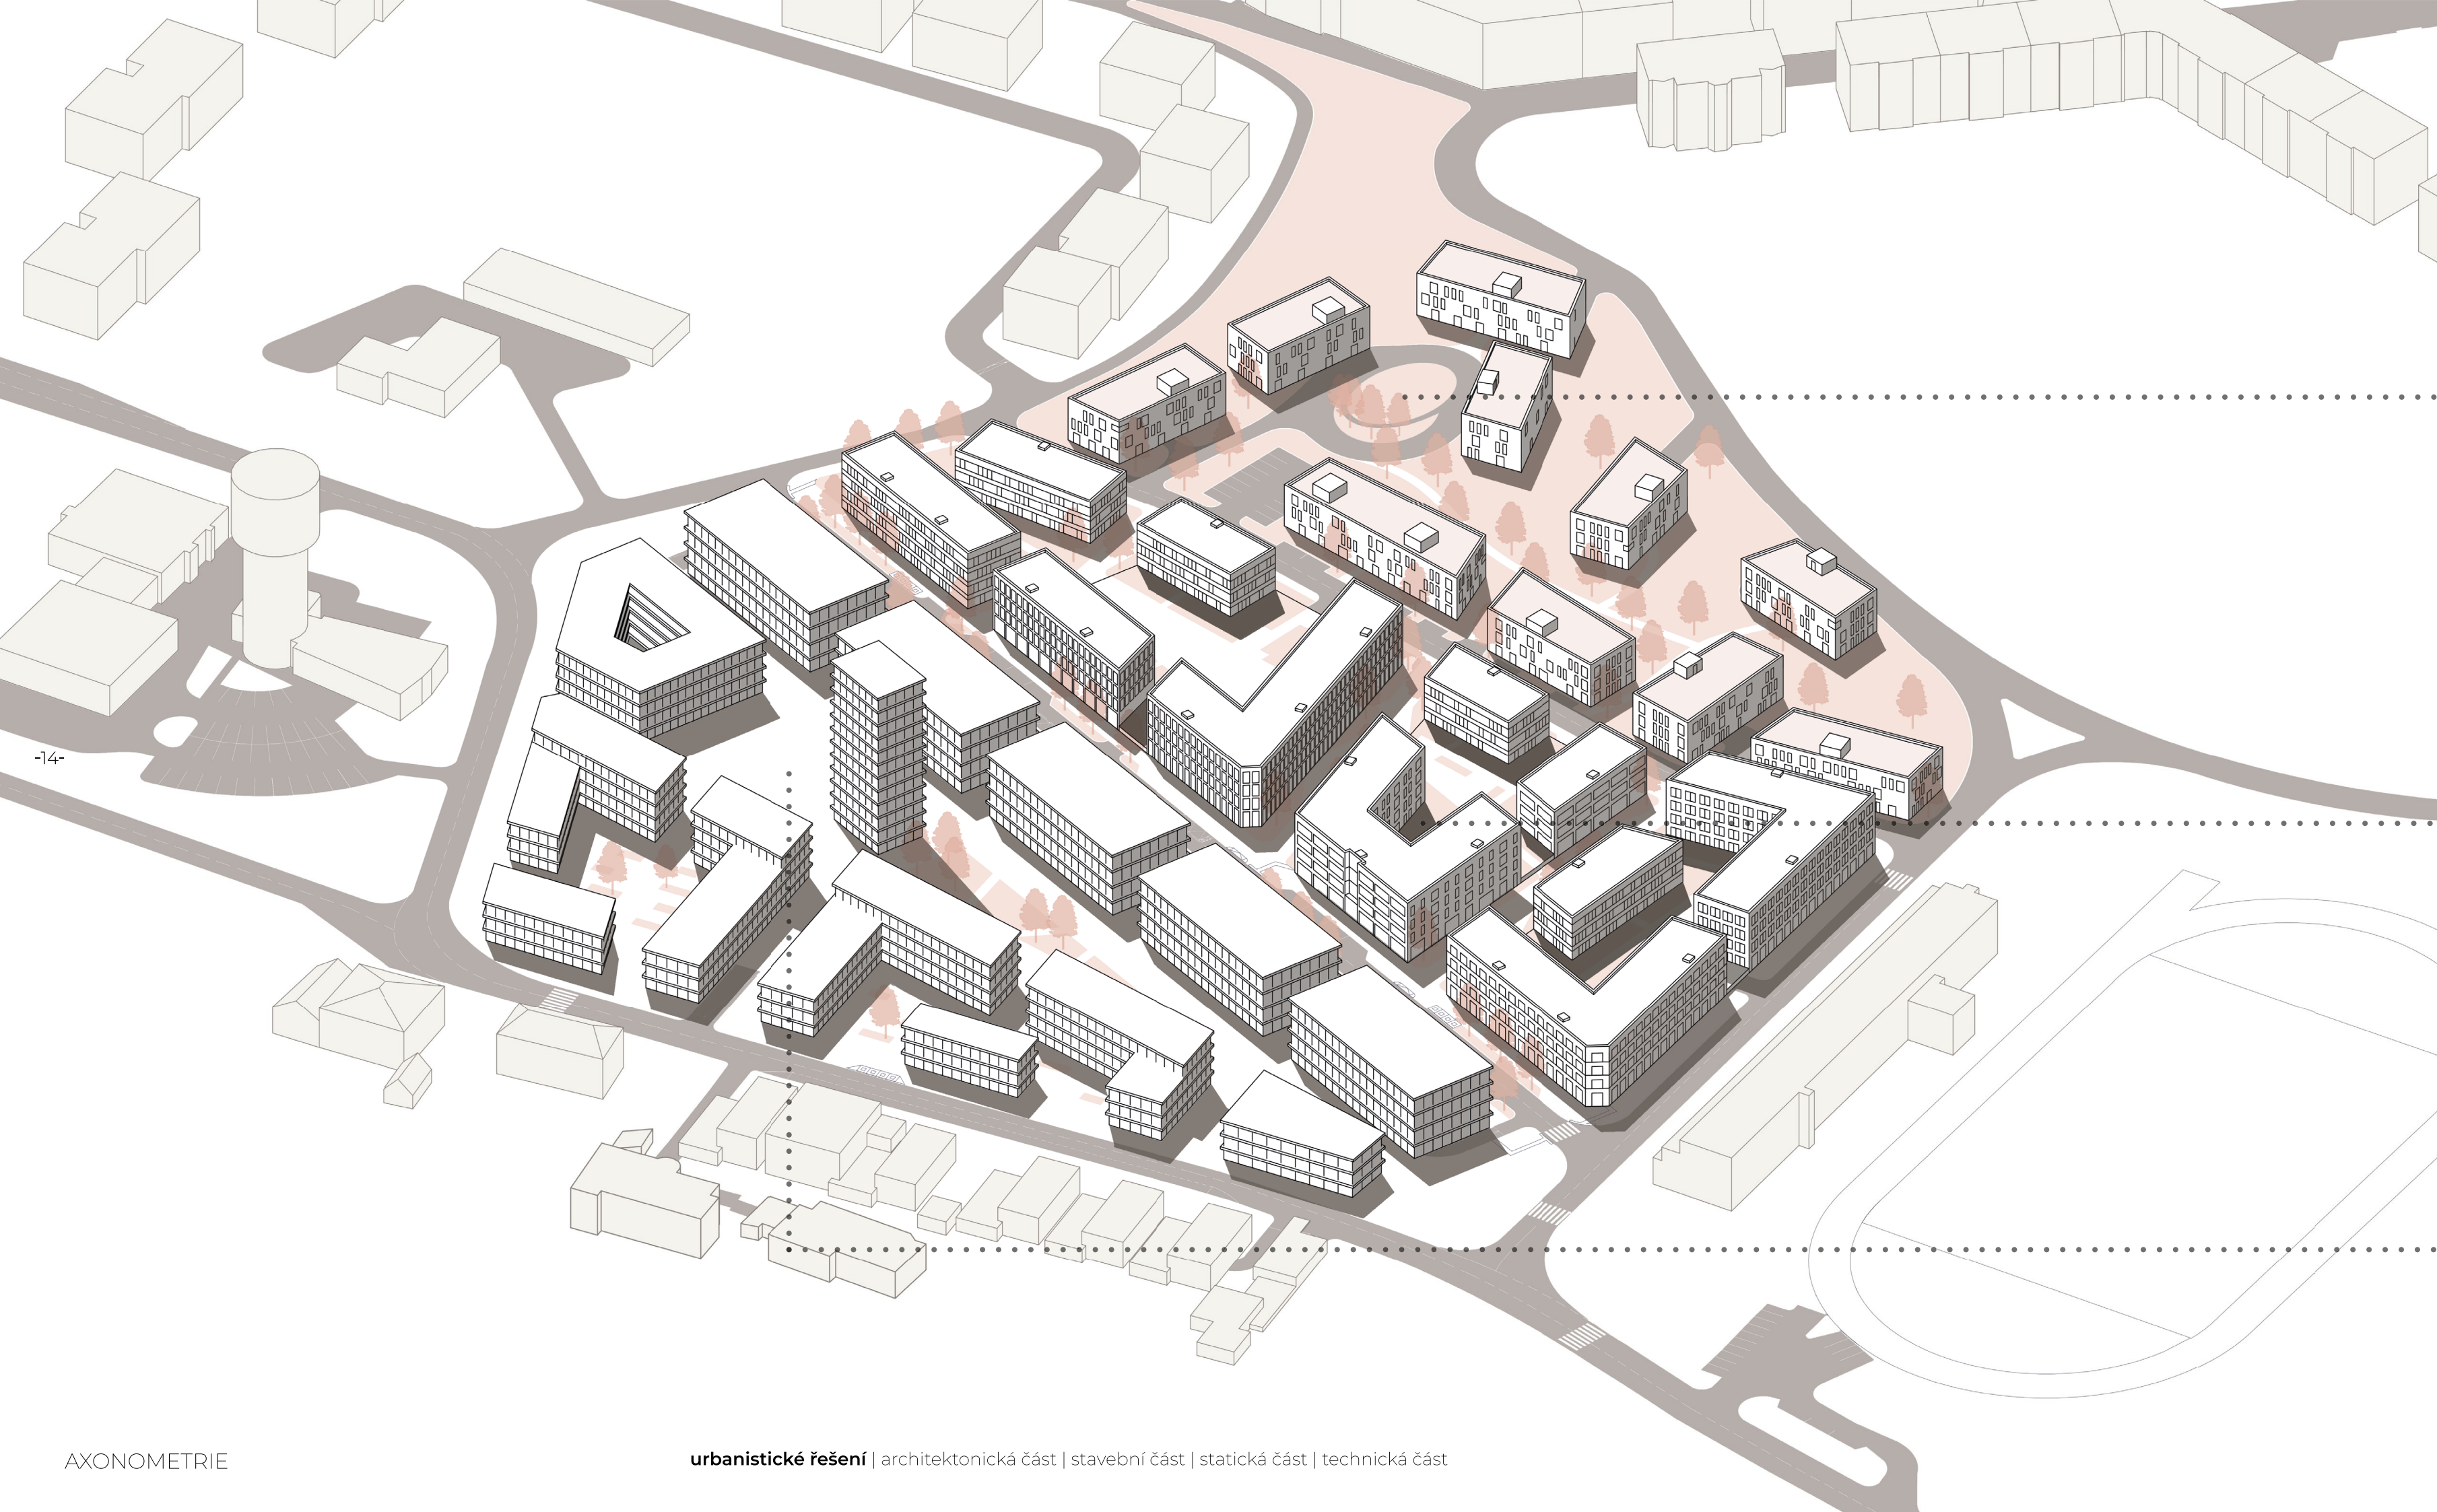 -14-
AXONOMETRIE
urbanistické řešení | architektonická část | stavební část | statická část | technická část